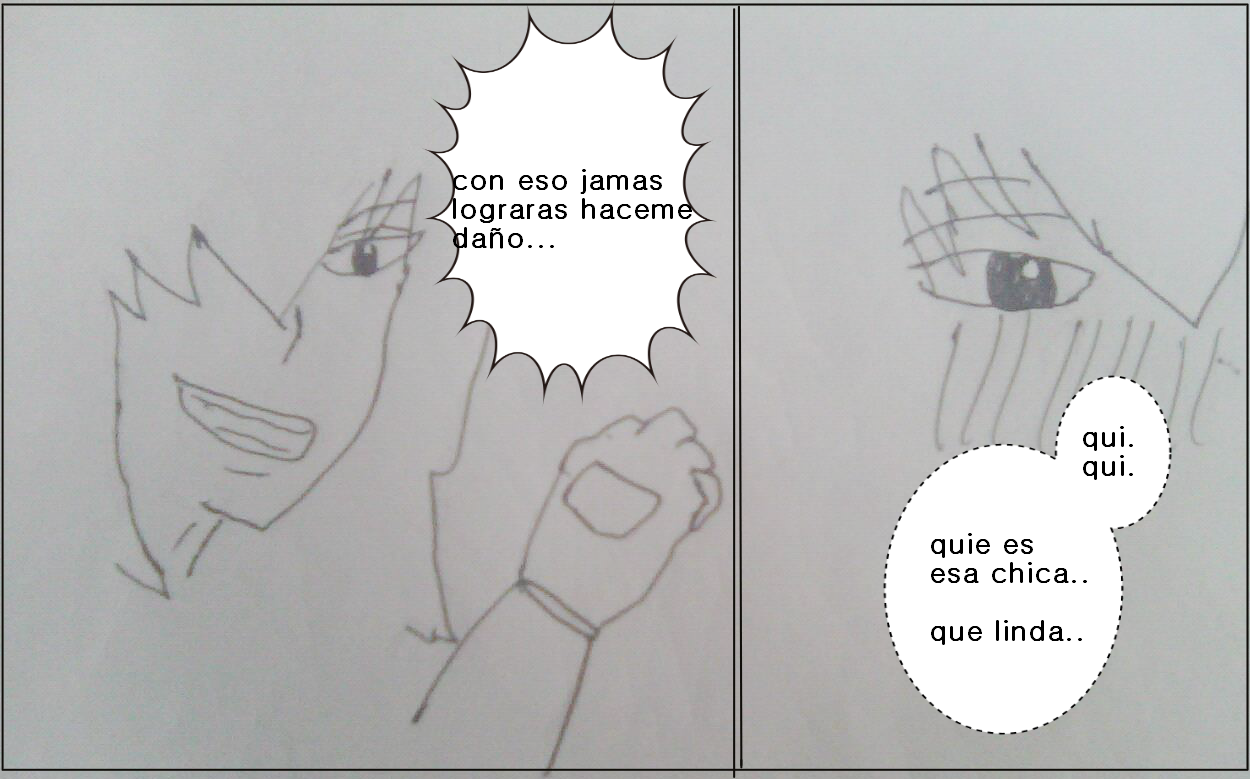 con eso jamas
lograras haceme
daño...
qui.
qui.
quie es
esa chica..
que linda..